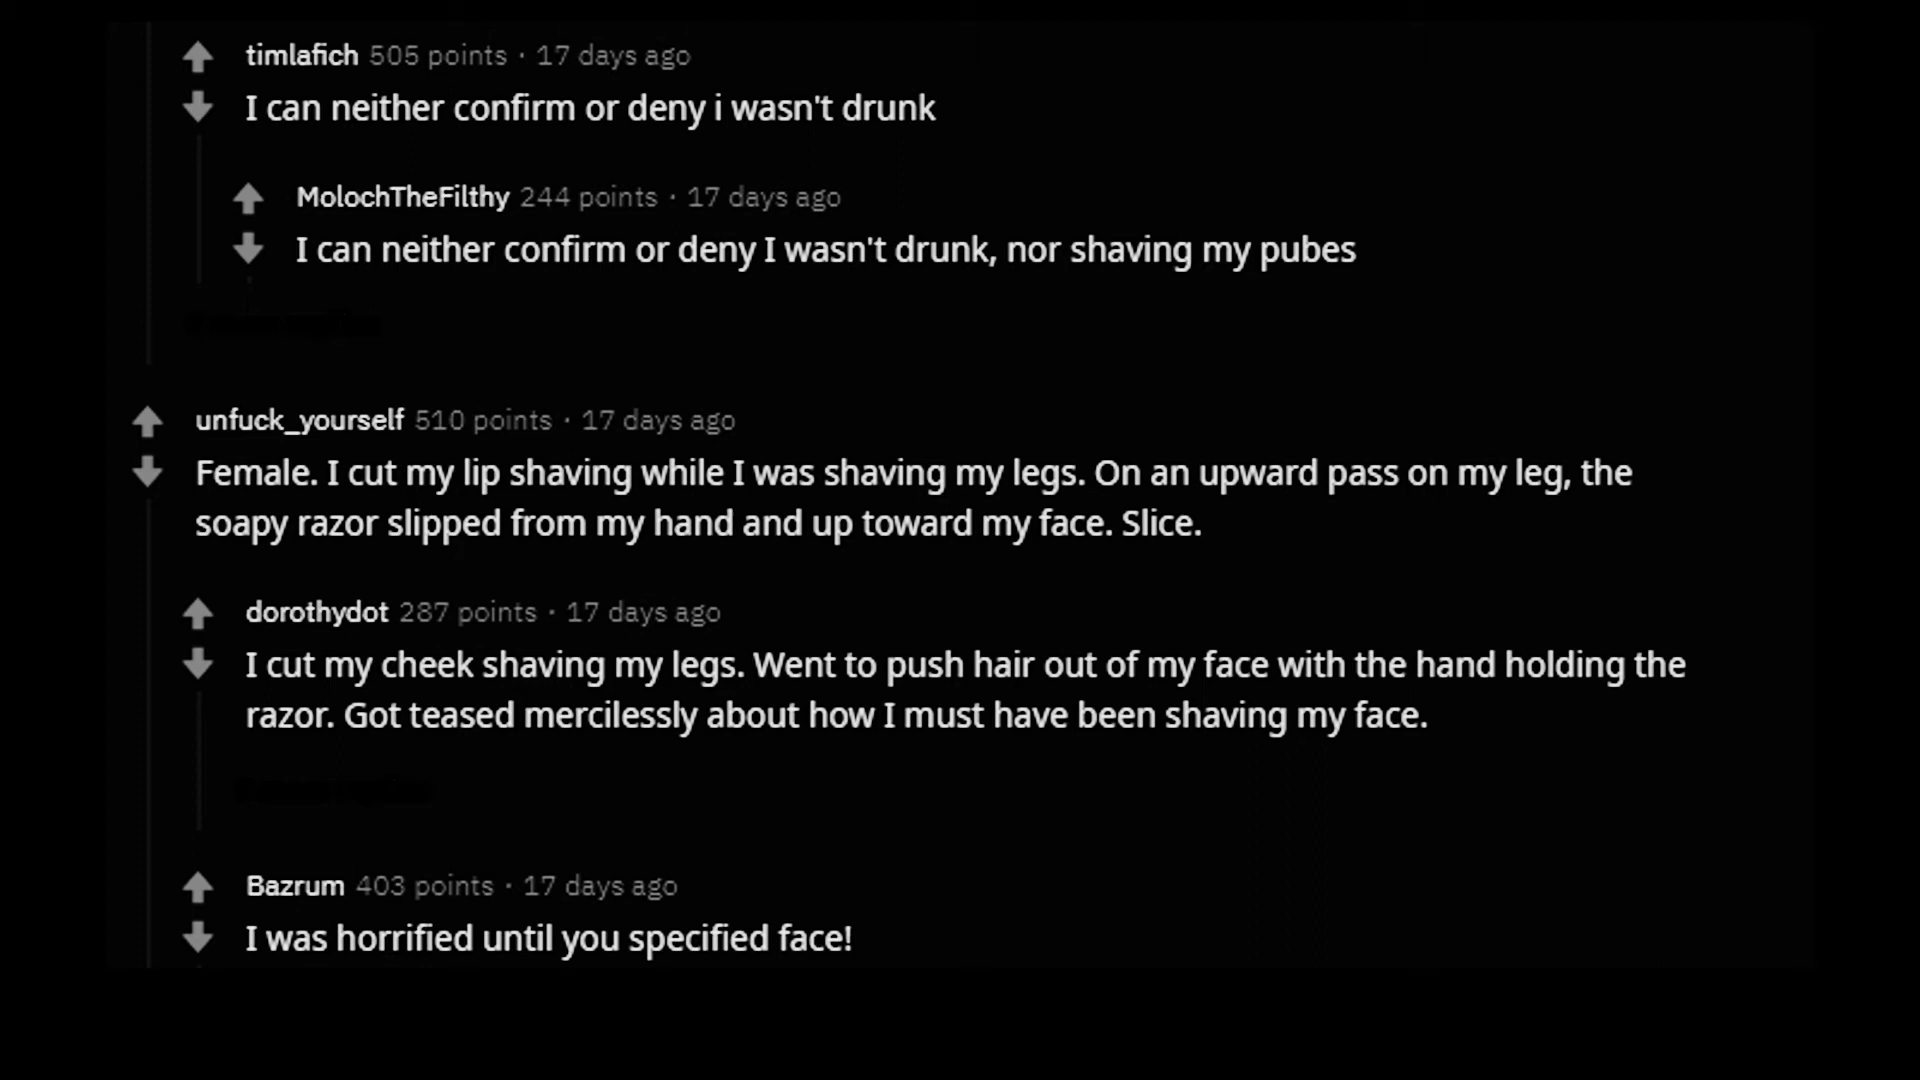 timlafich 505 points · 17 days ago
I can neither confirm or deny i wasn't drunk
MolochTheFilthy 244 points · 17 days ago
I can neither confirm or deny I wasn't drunk, nor shaving my pubes
unfuck_yourself 510 points · 17 days ago
Female. I cut my lip shaving while I was shaving my legs. On an upward pass on my leg, the
soapy razor slipped from my hand and up toward my face. Slice.
dorothydot 287 points · 17 days ago
I cut my cheek shaving my legs. Went to push hair out of my face with the hand holding the
razor. Got teased mercilessly about how I must have been shaving my face.
Bazrum 403 points · 17 days ago
I was horrified until you specified face!